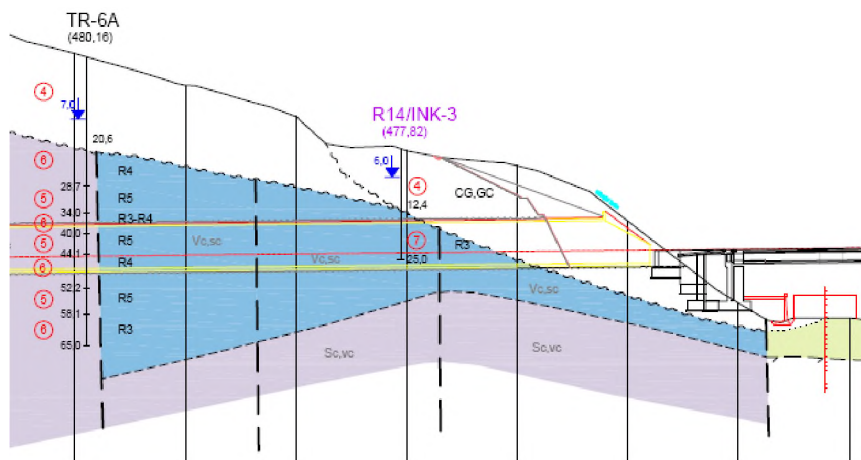 TR-6A
(480,16)
4
7,0
R14/INK-3
(477,82)
20,6
6
R4
6,0
4
28,7
CG,GC
5
R5
12,4
34,0
6
R3-R4
40,0
5
R5
Vc,sc
7
R3
44,1
Vc,sc
25,0
6
R4
52,2
Vc,sc
5
R5
58,1
6
R3
65,0
Sc,vc
Sc,vc